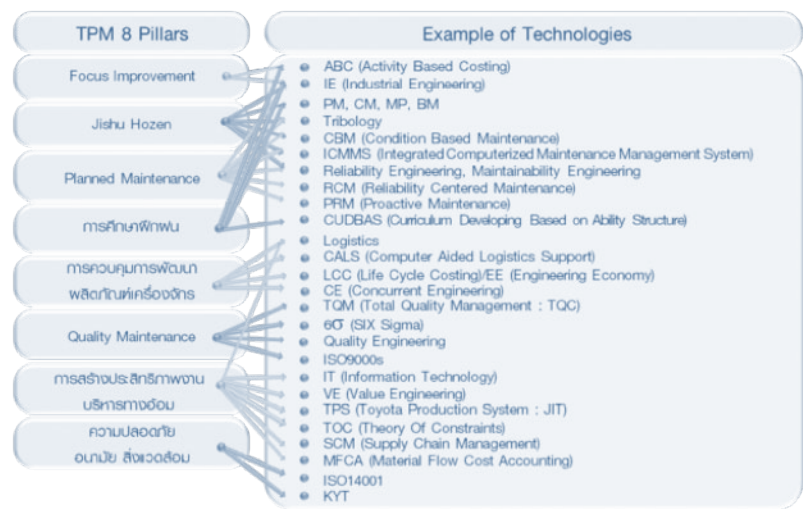 TPM 8 Pillars
Focus Improvement
Jishu Hozen
Planned Maintenance
การศึกษาฝึกฝน
การควบคุมการพัฒนา
ผลิตภัณฑ์เครื่องจักร
Quality Maintenance
การสร้างประสิทธิภาพงาน
บริหารทางอ้อม
ความปลอดภัย
อนามัย สิ่งแวดล้อม
Example of Technologies
ABC (Activity Based Costing)
IE (Industrial Engineering)
PM, CM, MP, BM
Tribology
CBM (Condition Based Maintenance)
ICMMS (Integrated Computerized Maintenance Management System)
Reliability Engineering, Maintainability Engineering
RCM (Reliability Centered Maintenance)
PRM (Proactive Maintenance)
CUDBAS (Curriculum Developing Based on Ability Structure)
Logistics
CALS (Computer Aided Logistics Support)
LCC (Life Cycle Costing)/EE (Engineering Economy)
CE (Concurrent Engineering)
TQM (Total Quality Management : TQC)
6σ (SIX Sigma)
Quality Engineering
ISO9000s
IT (Information Technology)
VE (Value Engineering)
TPS (Toyota Production System : JIT)
TOC (Theory Of Constraints)
SCM (Supply Chain Management)
MFCA (Material Flow Cost Accounting)
ISO14001
KYT